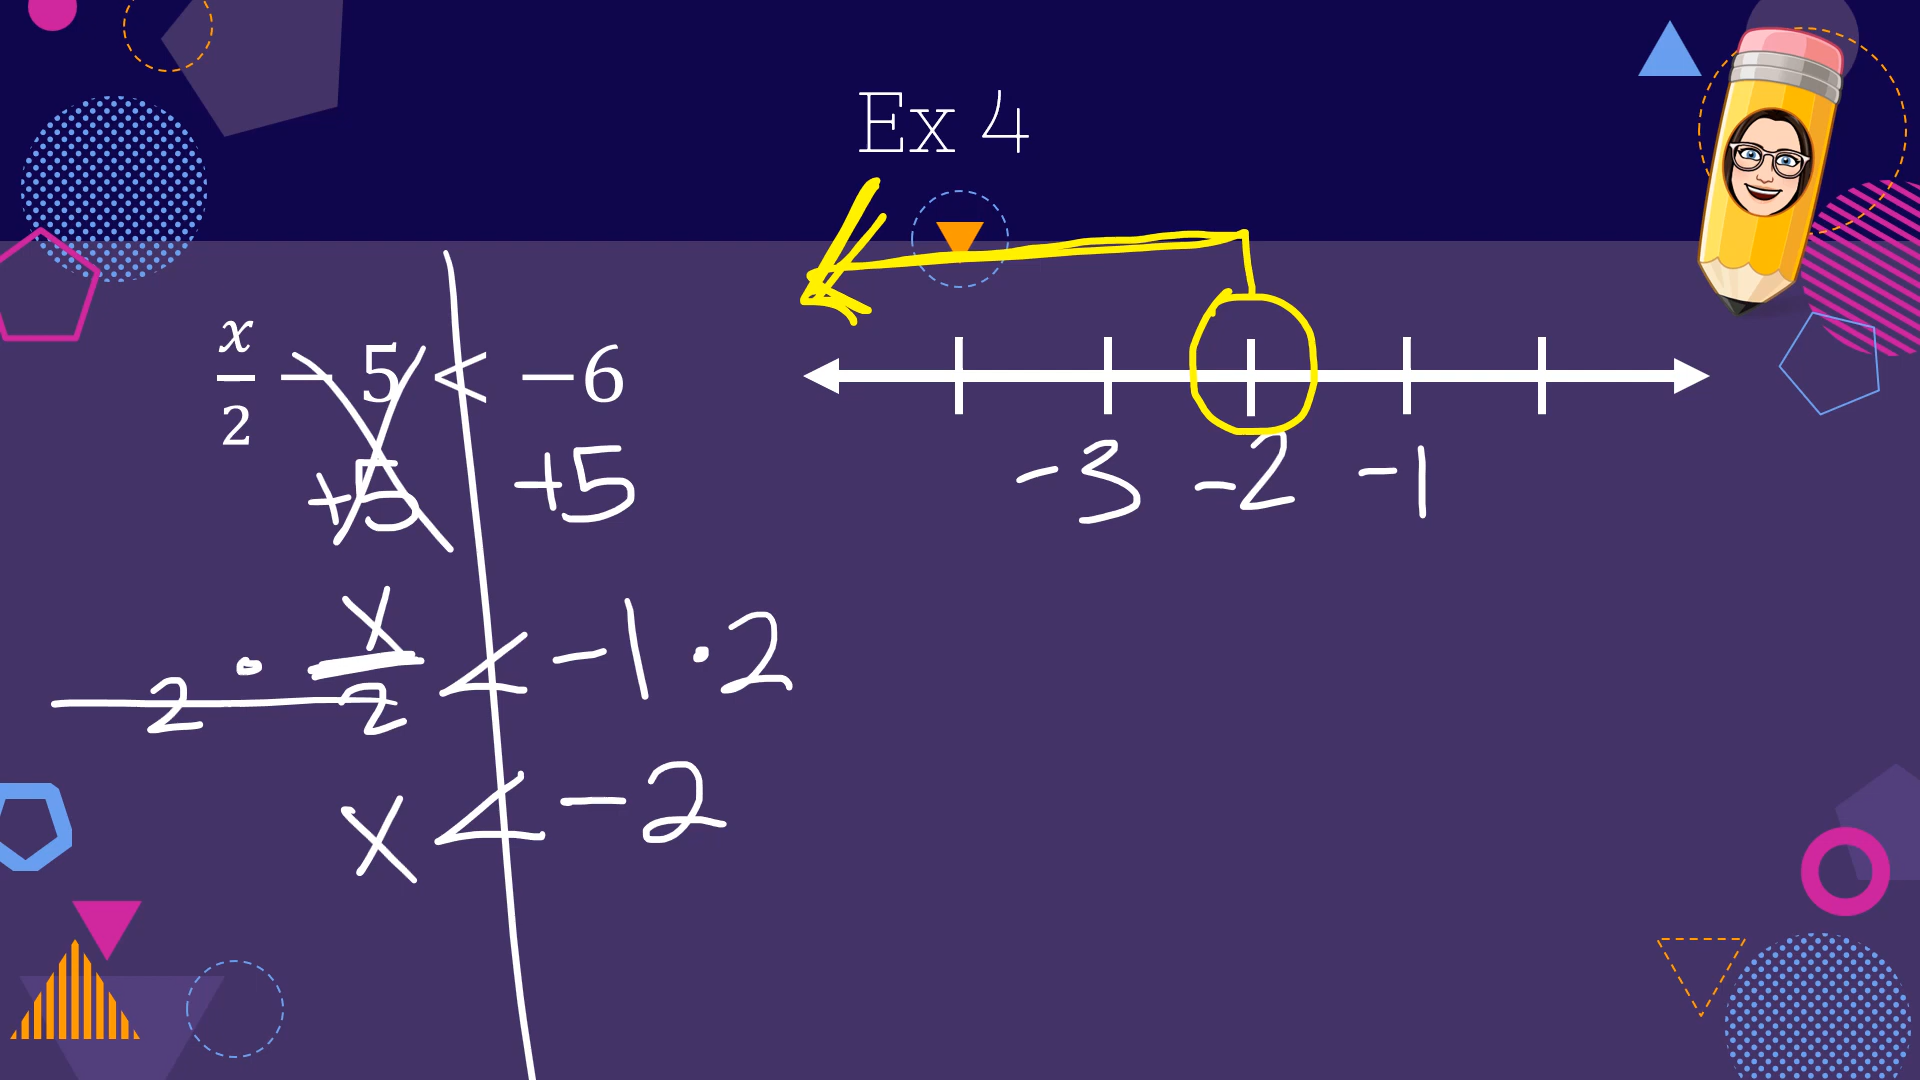 Ex 4
x/2 − 5 < −6
+5 +5
-3 -2 -1
2 · x/2 < -1 · 2
x < -2